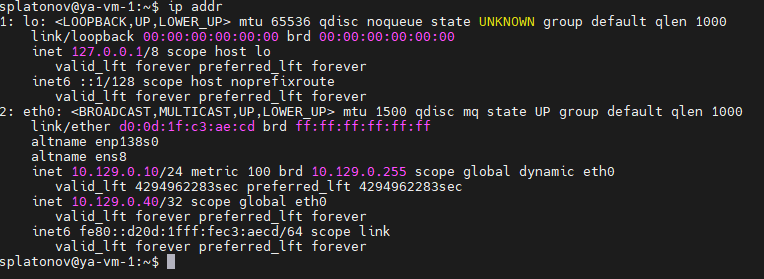 splatonov@ya-vm-1:~$ ip addr
1: lo: <LOOPBACK,UP,LOWER_UP> mtu 65536 qdisc noqueue state UNKNOWN group default qlen 1000
    link/loopback 00:00:00:00:00:00 brd 00:00:00:00:00:00
    inet 127.0.0.1/8 scope host lo
       valid_lft forever preferred_lft forever
    inet6 ::1/128 scope host noprefixroute
       valid_lft forever preferred_lft forever
2: eth0: <BROADCAST,MULTICAST,UP,LOWER_UP> mtu 1500 qdisc mq state UP group default qlen 1000
    link/ether d0:0d:1f:c3:ae:cd brd ff:ff:ff:ff:ff:ff
    altname enp138s0
    altname ens8
    inet 10.129.0.10/24 metric 100 brd 10.129.0.255 scope global dynamic eth0
       valid_lft 4294962283sec preferred_lft 4294962283sec
    inet 10.129.0.40/32 scope global eth0
       valid_lft forever preferred_lft forever
    inet6 fe80::d20d:1fff:fec3:aecd/64 scope link
       valid_lft forever preferred_lft forever
splatonov@ya-vm-1:~$